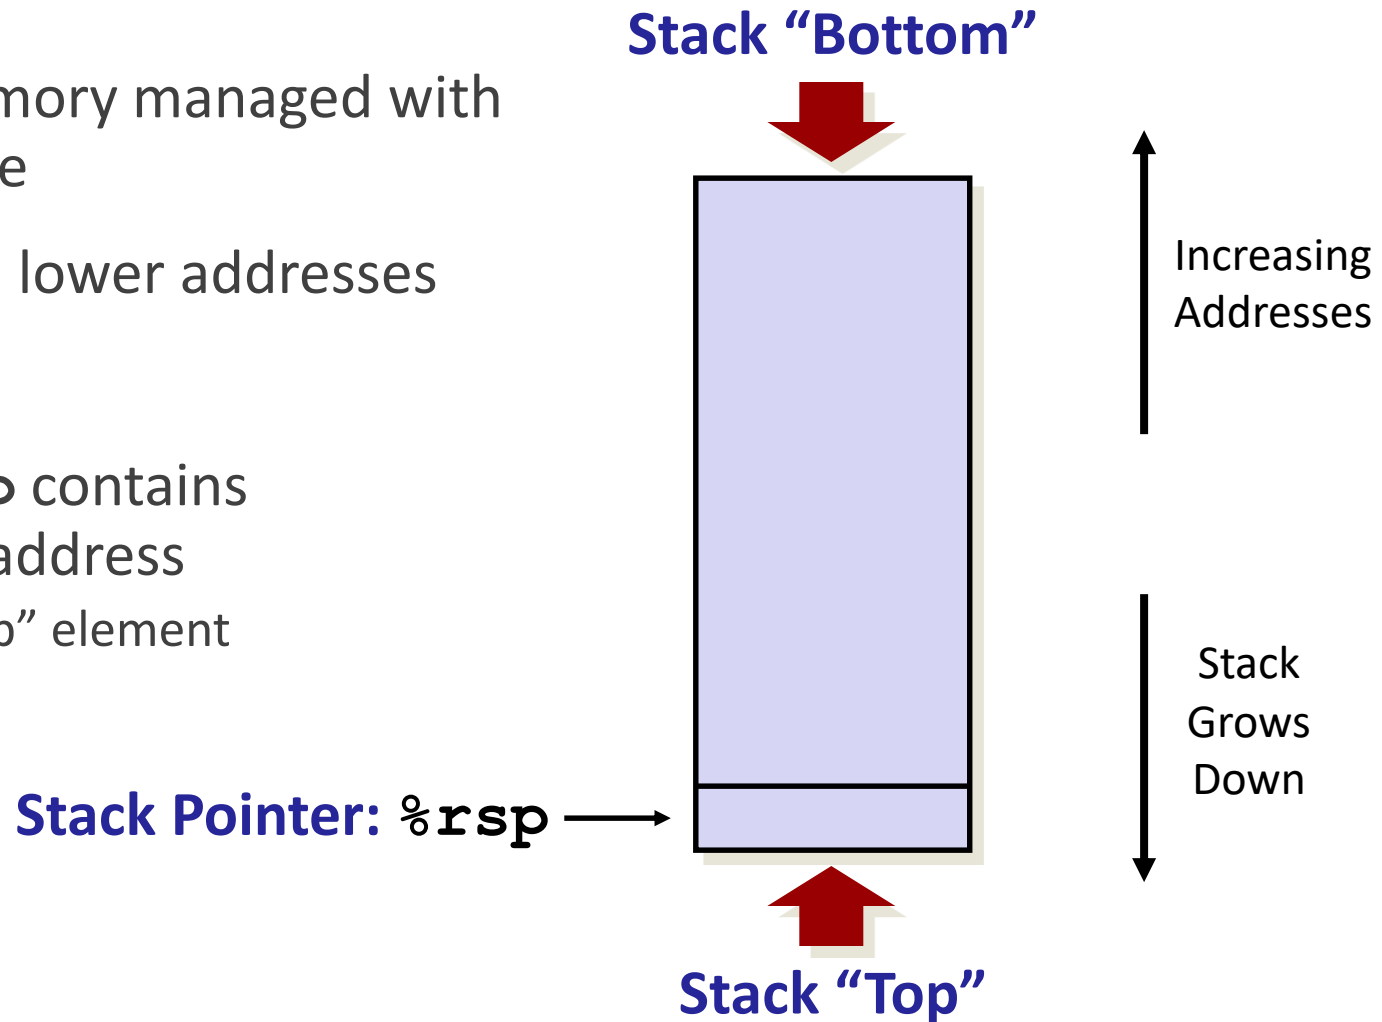 Stack “Bottom”
managed with
lower addresses
contains
address
element
Increasing
Addresses
Stack
Grows
Down
Stack Pointer: %rsp
Stack “Top”